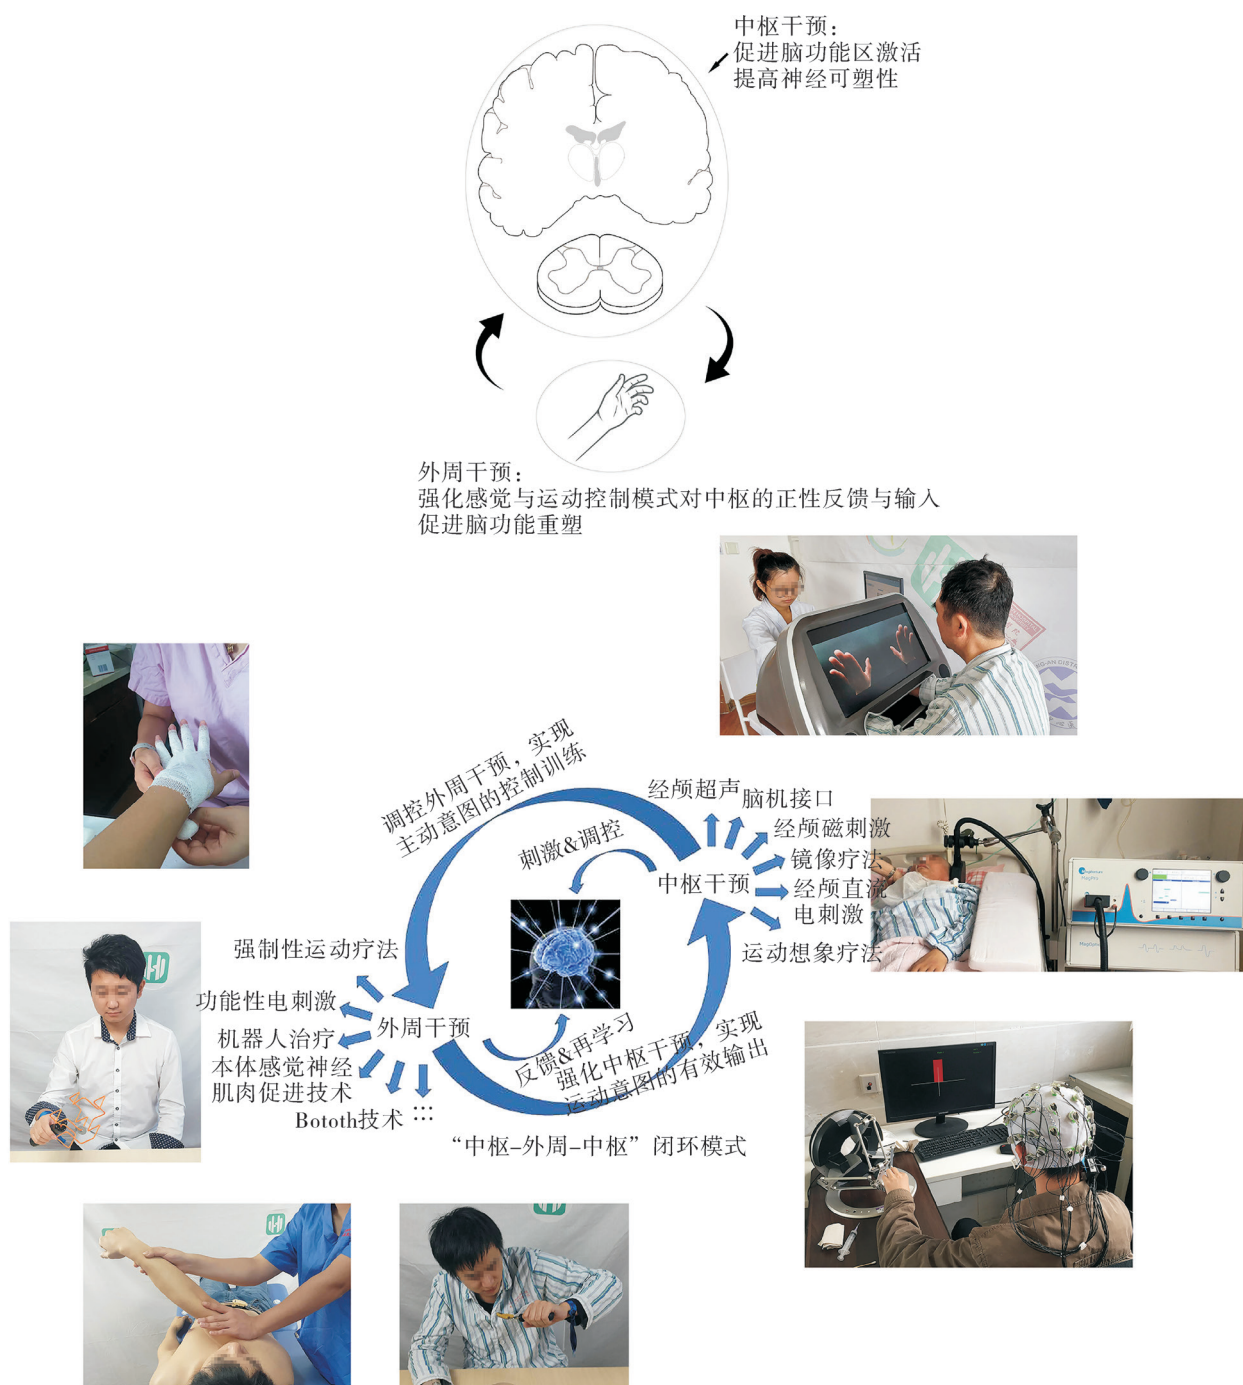 中枢干预：
促进脑功能区激活
提高神经可塑性
外周干预：
强化感觉与运动控制模式对中枢的正性反馈与输入
促进脑功能重塑
调控外周干预，实现
主动意图的控制训练
刺激&调控
经颅超声
脑机接口
经颅磁刺激
镜像疗法
经颅直流
电刺激
运动想象疗法
中枢干预
强制性运动疗法
功能性电刺激
机器人治疗
本体感觉神经
肌肉促进技术
Bototh技术
外周干预
反馈&再学习
强化中枢干预，实现
运动意图的有效输出
“中枢–外周–中枢”闭环模式